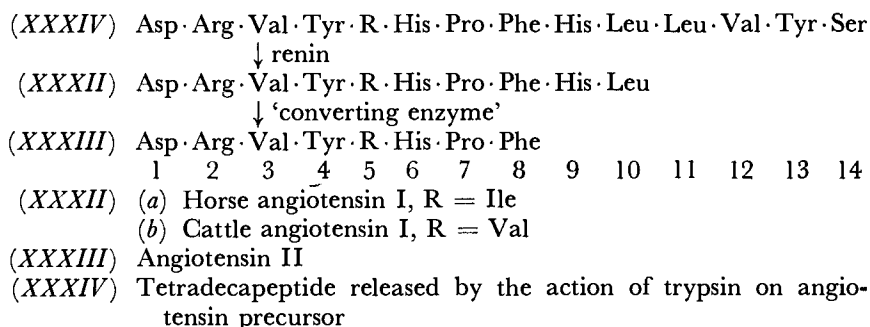 (XXXIV) Asp·Arg·Val·Tyr·R·His·Pro·Phe·His·Leu·Leu·Val·Tyr·Ser
↓ renin
(XXXII) Asp·Arg·Val·Tyr·R·His·Pro·Phe·His·Leu
↓ ‘converting enzyme’
(XXXIII) Asp·Arg·Val·Tyr·R·His·Pro·Phe
1 2 3 4 5 6 7 8 9 10 11 12 13 14
(XXXII) (a) Horse angiotensin I, R = Ile
(b) Cattle angiotensin I, R = Val
(XXXIII) Angiotensin II
(XXXIV) Tetradecapeptide released by the action of trypsin on angio-
tensin precursor